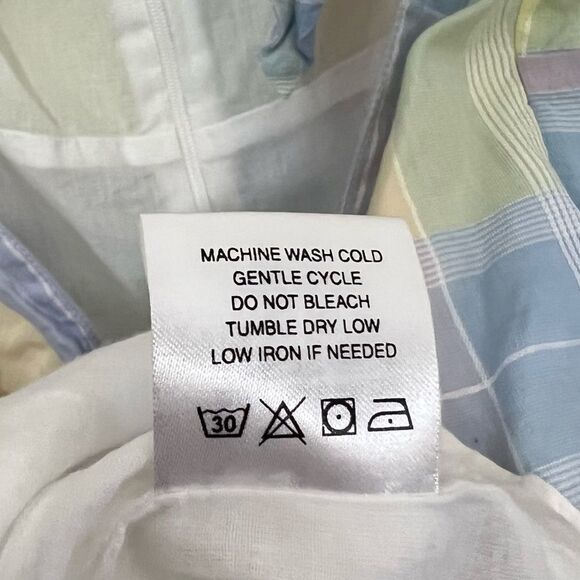 MACHINE WASH COLD
GENTLE CYCLE
DO NOT BLEACH
TUMBLE DRY LOW
LOW IRON IF NEEDED
30